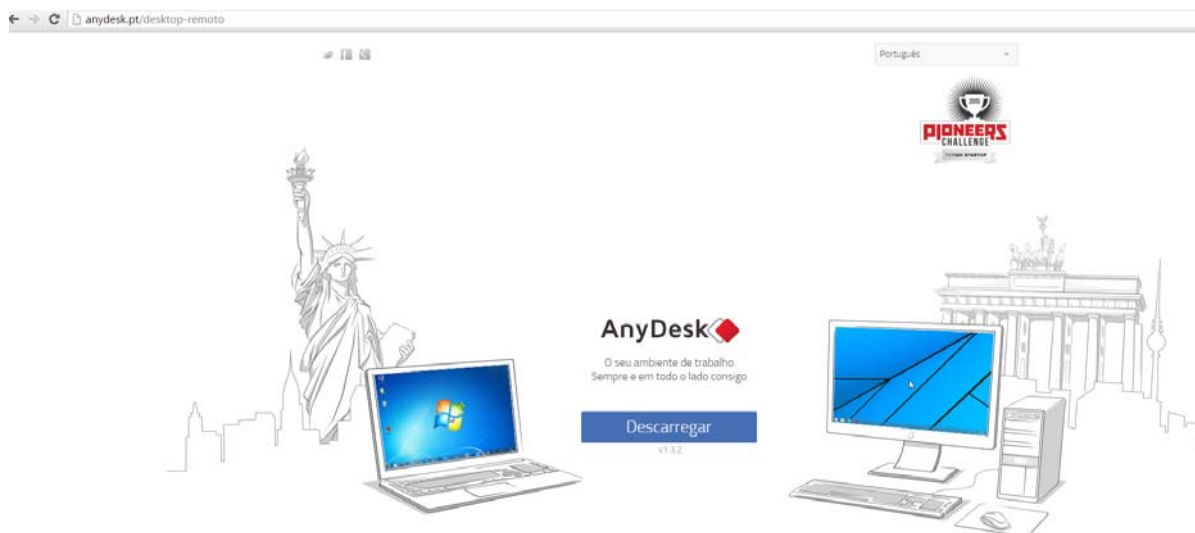 anydesk.pt/desktop-remoto
Português
2015
PIONEERS
CHALLENGE
AnyDesk
O seu ambiente de trabalho.
Sempre e em todo o lado consigo
Descarregar
v1.3.2